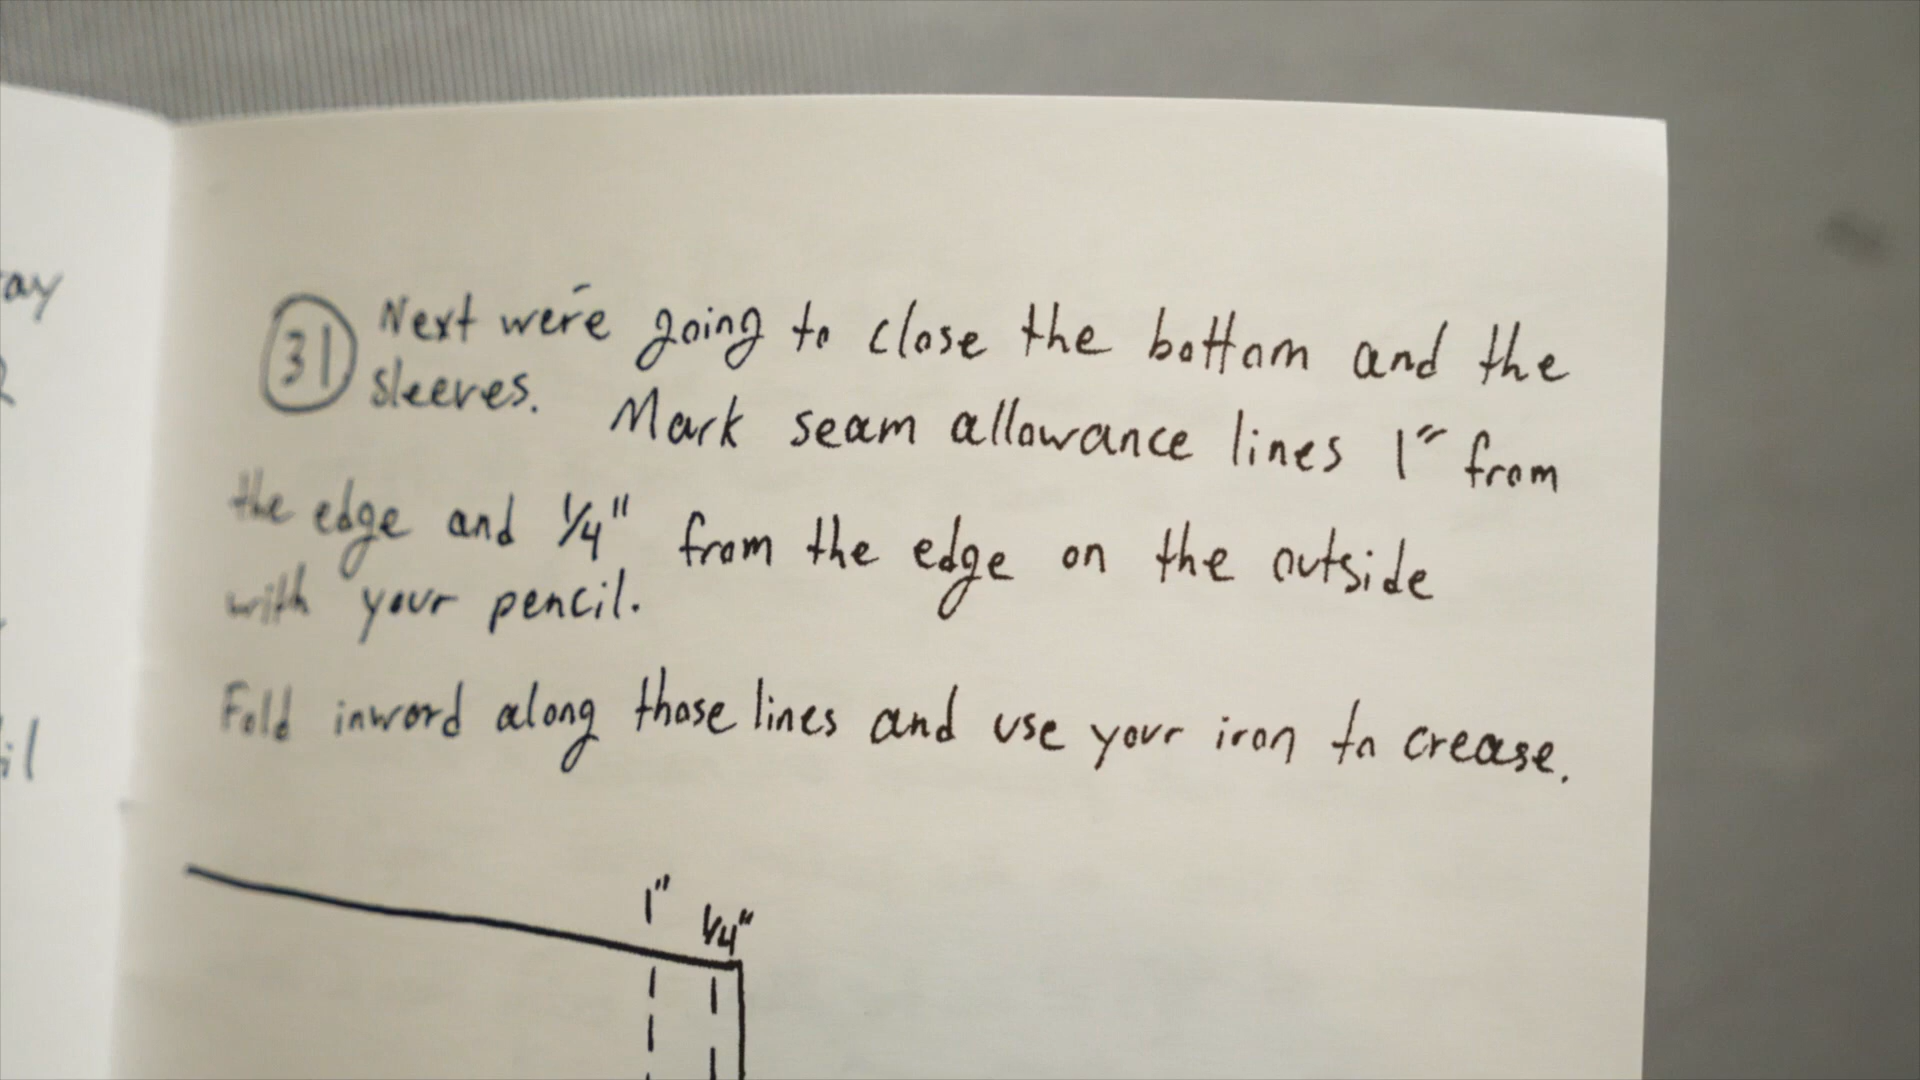 ay
31 Next we're going to close the bottom and the
sleeves. Mark seam allowance lines 1" from
the edge and 1/4" from the edge on the outside
with your pencil.
Fold inword along those lines and use your iron to crease.
il
1"
1/4"